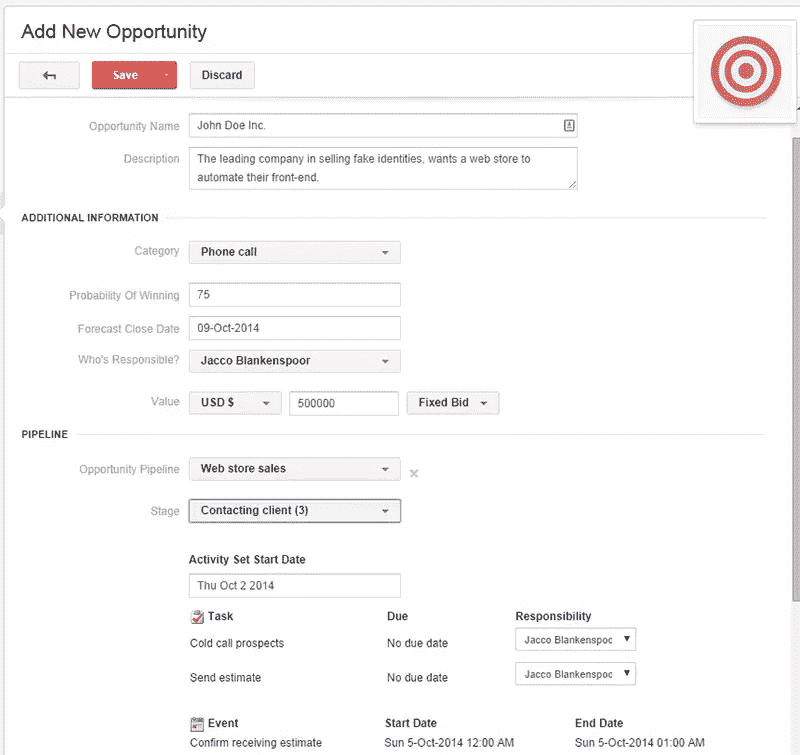 Add New Opportunity
Save
Discard
Opportunity Name
John Doe Inc.
Description
The leading company in selling fake identities, wants a web store to
automate their front-end.
ADDITIONAL INFORMATION
Category
Phone call
Probability Of Winning
75
Forecast Close Date
09-Oct-2014
Who's Responsible?
Jacco Blankenspoor
Value
USD $
500000
Fixed Bid
PIPELINE
Opportunity Pipeline
Web store sales
Stage
Contacting client (3)
Activity Set Start Date
Thu Oct 2 2014
Task
Due
Responsibility
Cold call prospects
No due date
Jacco Blankenspoc
Send estimate
No due date
Jacco Blankenspoc
Event
Start Date
End Date
Confirm receiving estimate
Sun 5-Oct-2014 12:00 AM
Sun 5-Oct-2014 01:00 AM